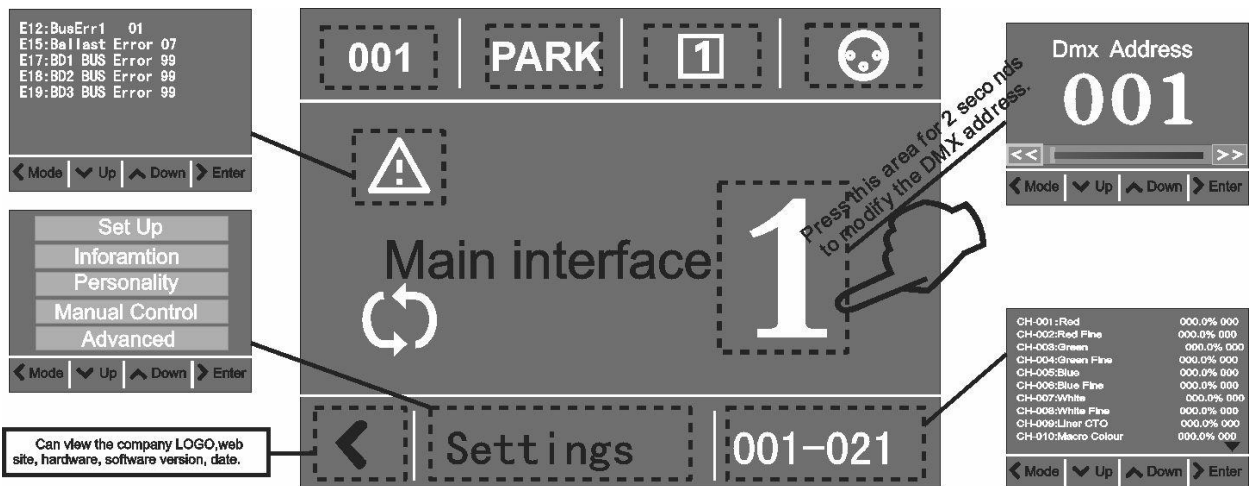 E12:BusErr1 01
E15:Ballast Error 07
E17:BD1 BUS Error 99
E18:BD2 BUS Error 99
E19:BD3 BUS Error 99
Mode Up Down Enter
Set Up
Inforamtion
Personality
Manual Control
Advanced
Mode Up Down Enter
Can view the company LOGO,web
site, hardware, software version, date.
001 PARK 1
Main interface
1
Press this area for 2 seconds
to modify the DMX address.
Settings 001-021
Dmx Address
001
<< >>
Mode Up Down Enter
CH-001:Red 000.0% 000
CH-002:Red Fine 000.0% 000
CH-003:Green 000.0% 000
CH-004:Green Fine 000.0% 000
CH-005:Blue 000.0% 000
CH-006:Blue Fine 000.0% 000
CH-007:White 000.0% 000
CH-008:White Fine 000.0% 000
CH-009:Liner CTO 000.0% 000
CH-010:Macro Colour 000.0% 000
Mode Up Down Enter